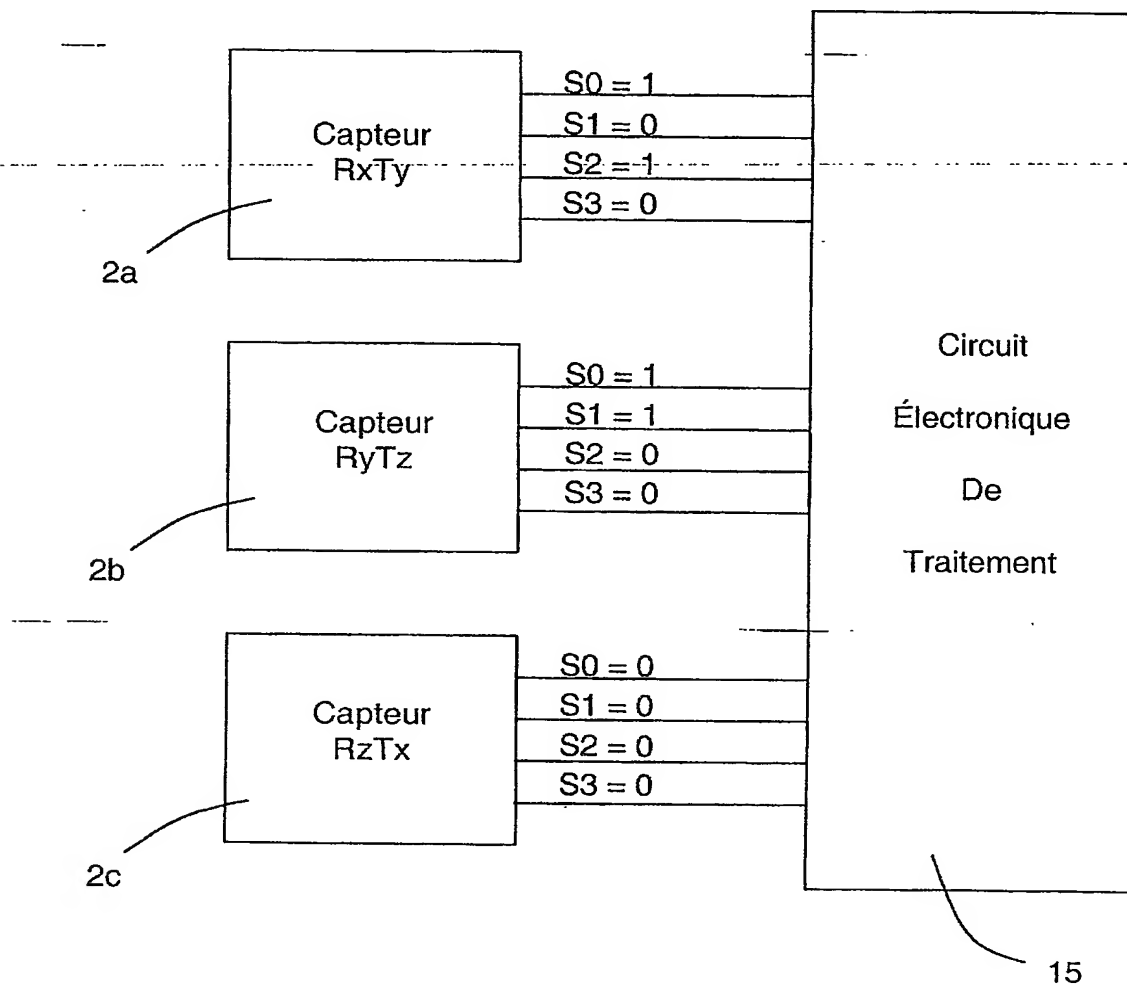 Capteur
RxTy
S0 = 1
S1 = 0
S2 = 1
S3 = 0
2a
Capteur
RyTz
S0 = 1
S1 = 1
S2 = 0
S3 = 0
2b
Capteur
RzTx
S0 = 0
S1 = 0
S2 = 0
S3 = 0
2c
Circuit
Électronique
De
Traitement
15